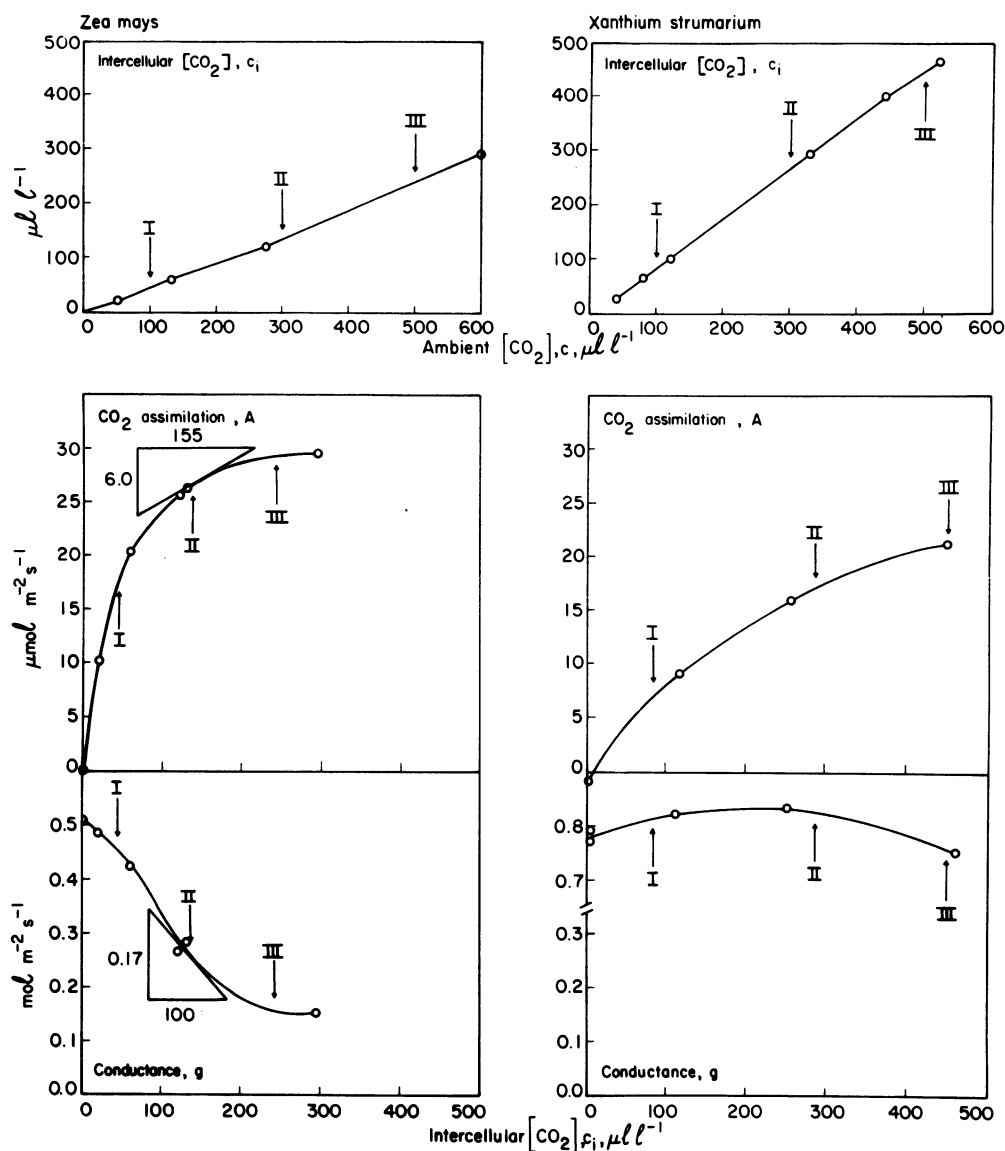 Zea mays
Xanthium strumarium
500
400
300
200
100
0
μl l⁻¹
Intercellular [CO₂], cᵢ
I
II
III
0 100 200 300 400 500 600
500
400
300
200
100
0
Intercellular [CO₂], cᵢ
I
II
III
0 100 200 300 400 500 600
Ambient [CO₂], c, μl l⁻¹
30
25
20
15
10
5
0
μmol m⁻² s⁻¹
CO₂ assimilation, A
155
6.0
I
II
III
30
25
20
15
10
5
0
CO₂ assimilation, A
I
II
III
0.5
0.4
0.3
0.2
0.1
0.0
mol m⁻² s⁻¹
I
II
III
0.17
100
Conductance, g
0 100 200 300 400 500
0.8
0.7
0.3
0.2
0.1
0.0
I
II
III
Conductance, g
0 100 200 300 400 500
Intercellular [CO₂] cᵢ, μl l⁻¹